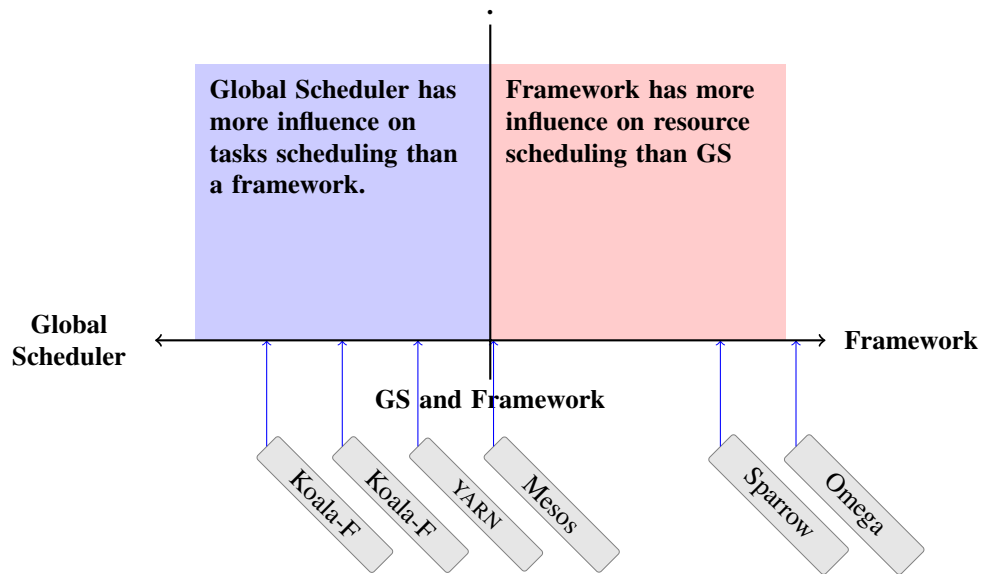 .
Global Scheduler has
more influence on
tasks scheduling than
a framework.
Framework has more
influence on resource
scheduling than GS
Global
Scheduler
Framework
GS and Framework
Koala-F
Koala-F
YARN
Mesos
Sparrow
Omega